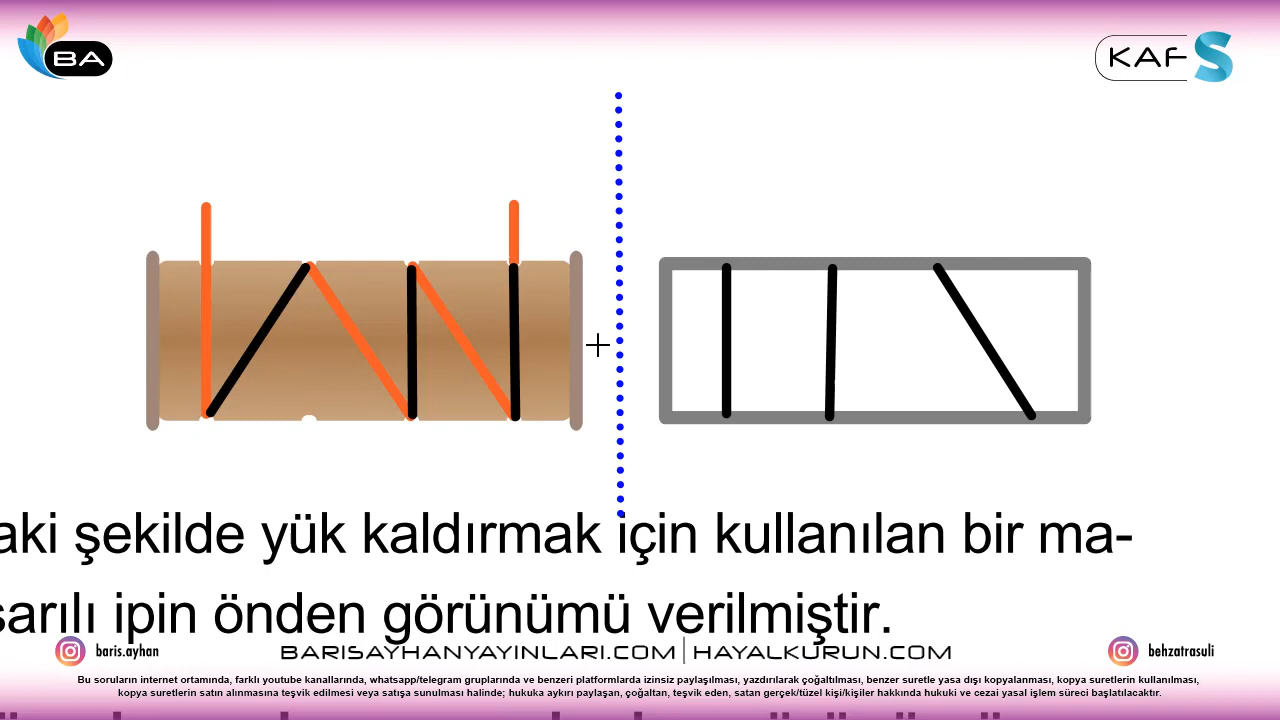 BA
KAF S
aki şekilde yük kaldırmak için kullanılan bir ma-
sarılı ipin önden görünümü verilmiştir.
baris.ayhan
BARISAYHANYAYINLARI.COM | HAYALKURUN.COM
behzatrasuli
Bu soruların internet ortamında, farklı youtube kanallarında, whatsapp/telegram gruplarında ve benzeri platformlarda izinsiz paylaşılması, yazdırılarak çoğaltılması, benzer suretle yasa dışı kopyalanması, kopya suretlerin kullanılması,
kopya suretlerin satın alınmasına teşvik edilmesi veya satışa sunulması halinde; hukuka aykırı paylaşan, çoğaltan, teşvik eden, satan gerçek/tüzel kişi/kişiler hakkında hukuki ve cezai yasal işlem süreci başlatılacaktır.